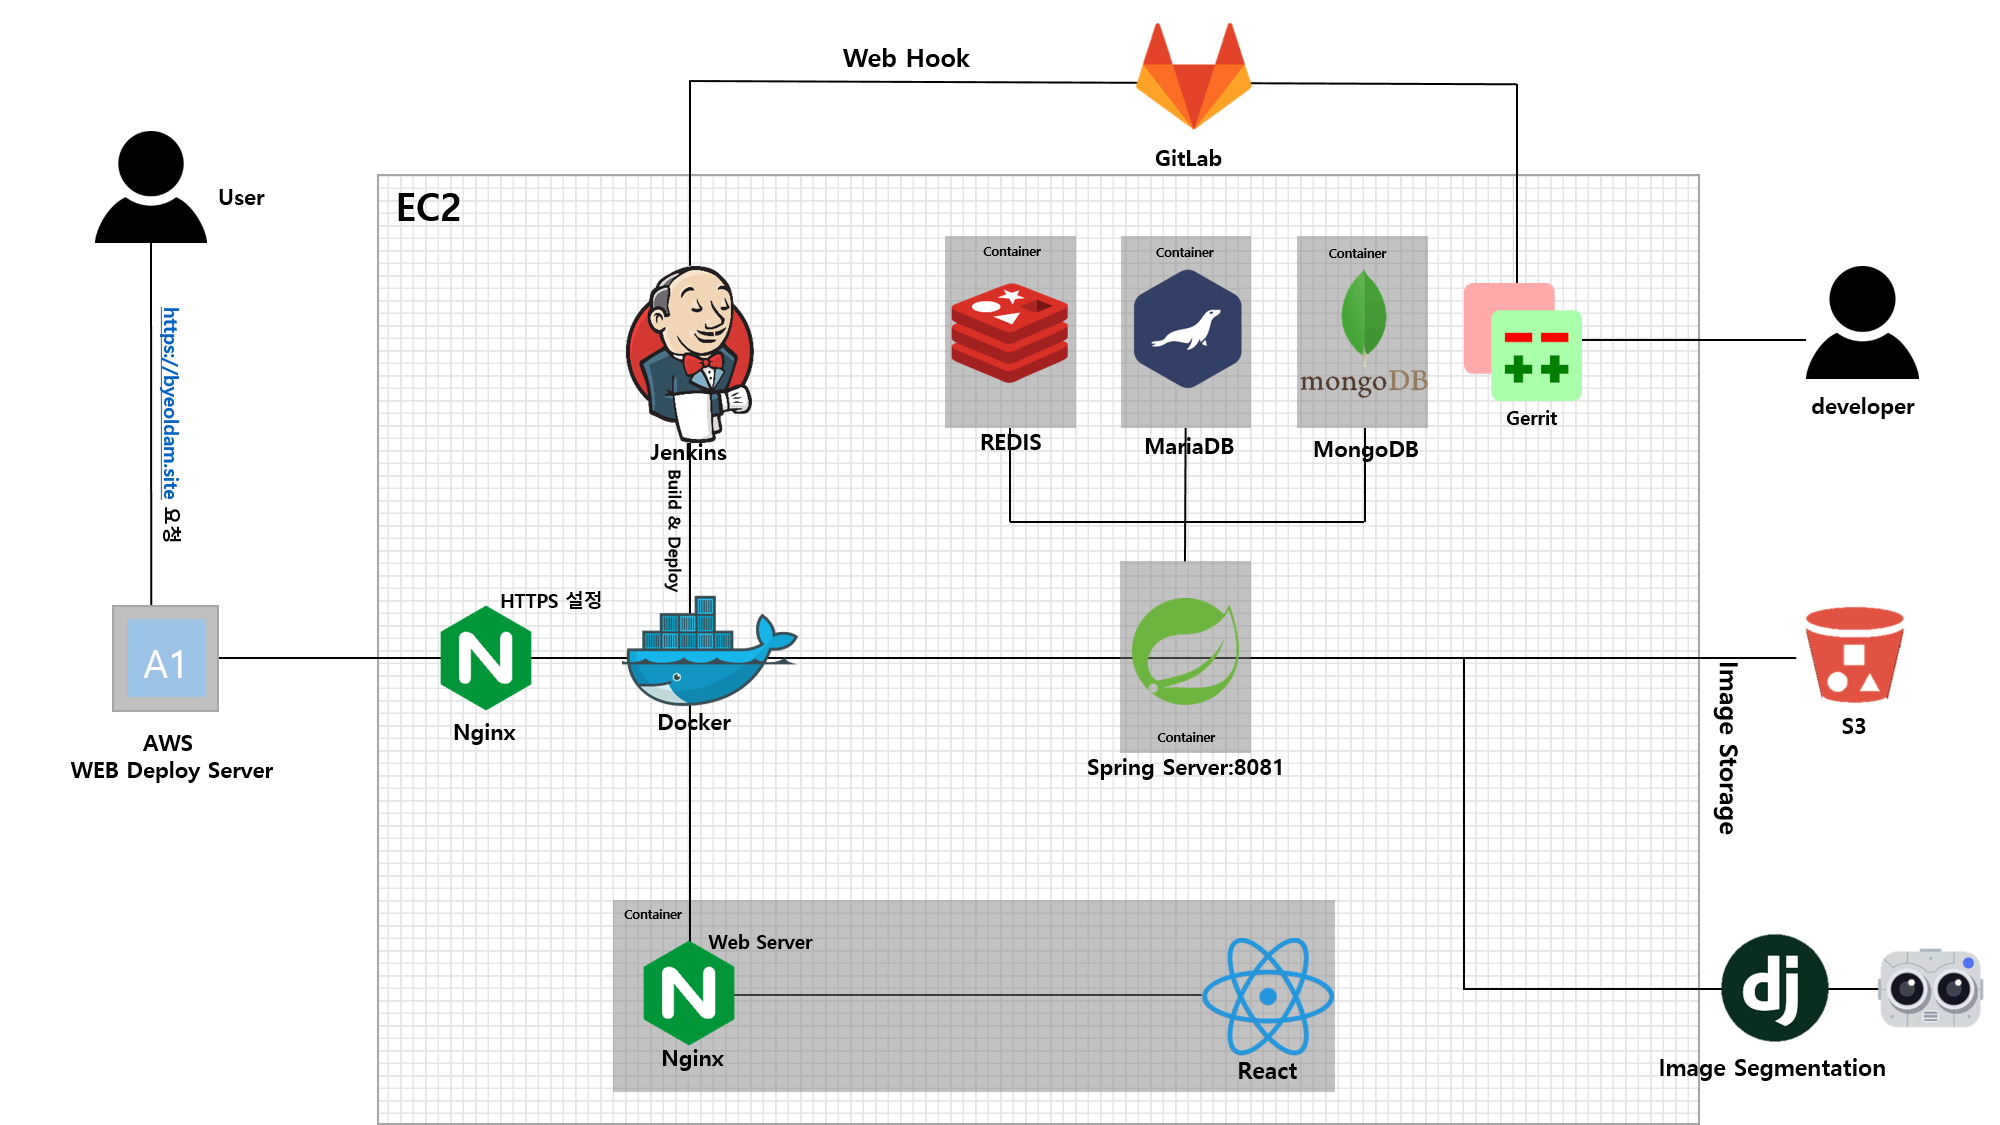 Web Hook
GitLab
User
EC2
https://byeoldam.site 요청
Container
REDIS
Container
MariaDB
Container
mongoDB
MongoDB
Gerrit
developer
Jenkins
Build & Deploy
HTTPS 설정
Nginx
Docker
A1
AWS
WEB Deploy Server
Container
Spring Server:8081
Image Storage
S3
Container
Web Server
Nginx
React
dj
Image Segmentation